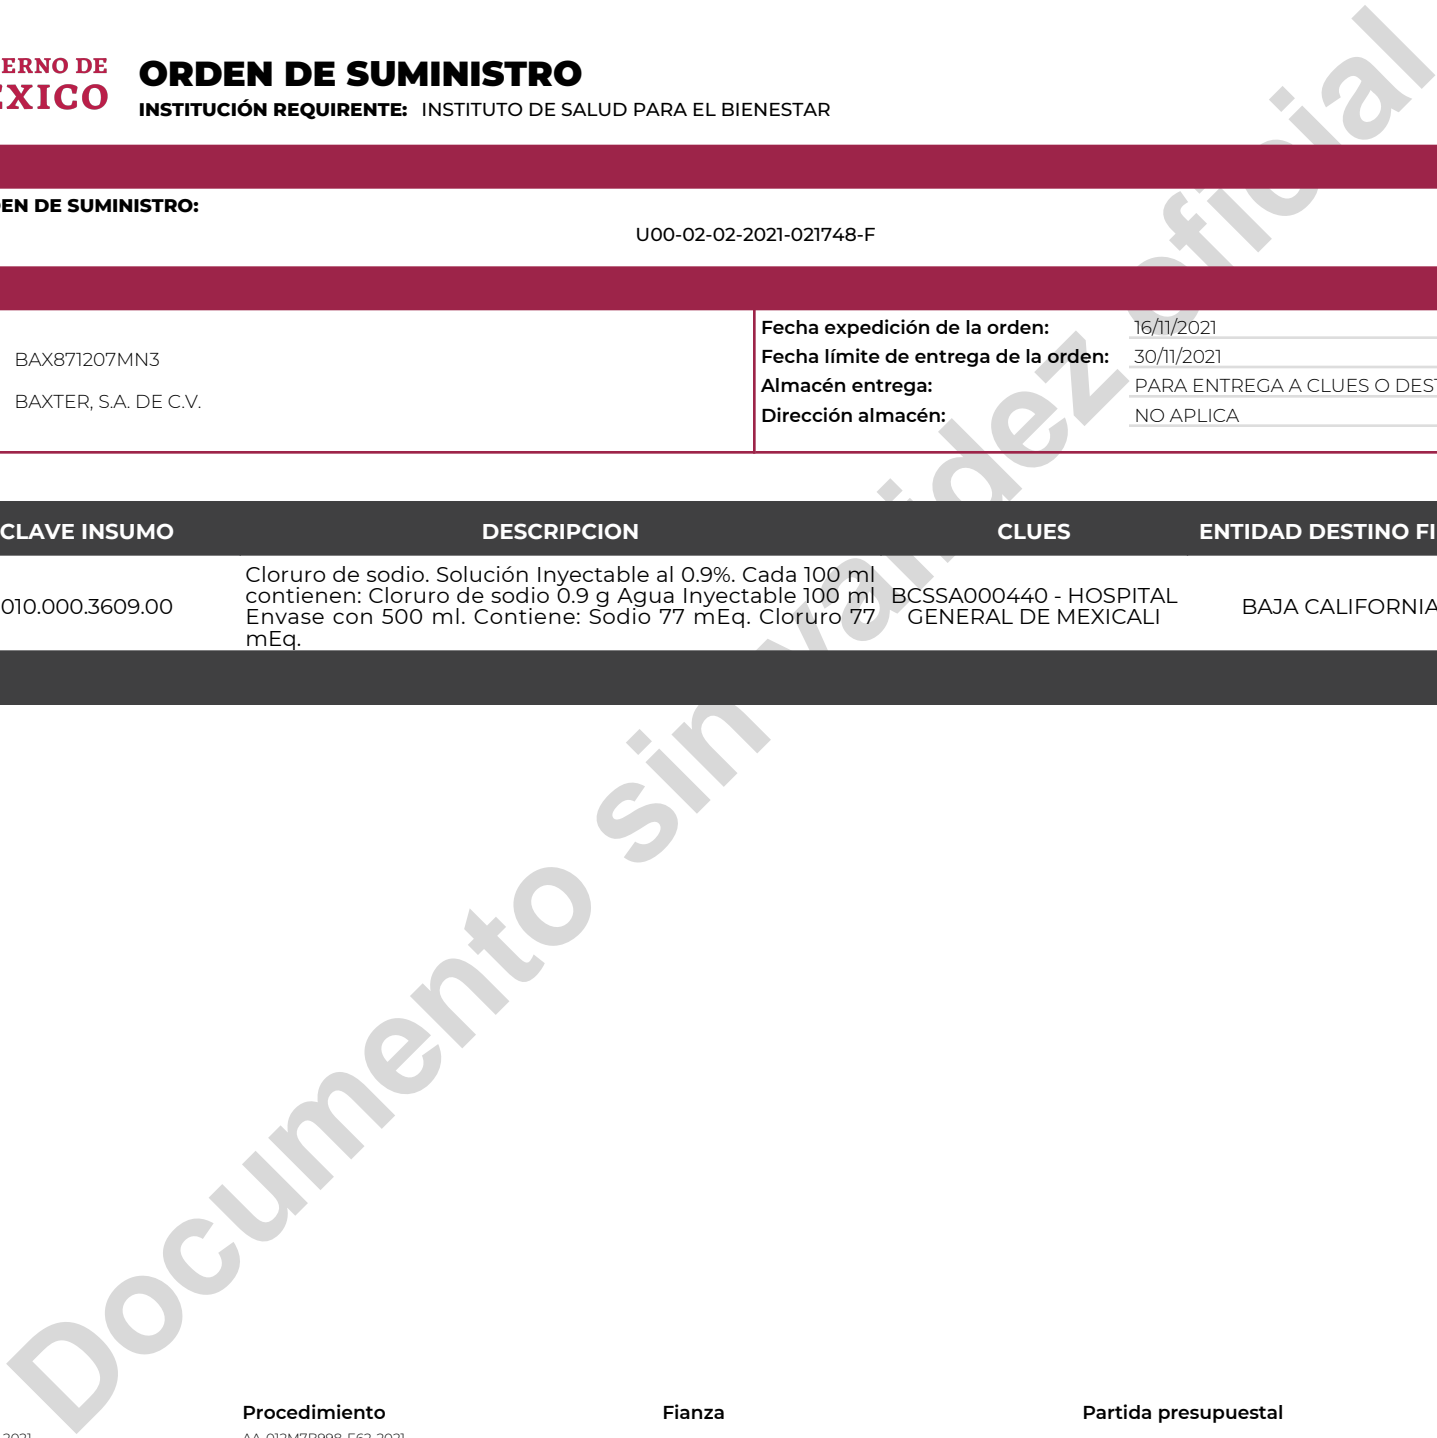 ERNO DE
ÉXICO
ORDEN DE SUMINISTRO
INSTITUCIÓN REQUIRENTE: INSTITUTO DE SALUD PARA EL BIENESTAR
EN DE SUMINISTRO:
U00-02-02-2021-021748-F
BAX871207MN3
BAXTER, S.A. DE C.V.
Fecha expedición de la orden: 16/11/2021
Fecha límite de entrega de la orden: 30/11/2021
Almacén entrega: PARA ENTREGA A CLUES O DEST
Dirección almacén: NO APLICA
CLAVE INSUMO DESCRIPCION CLUES ENTIDAD DESTINO FI
010.000.3609.00
Cloruro de sodio. Solución Inyectable al 0.9%. Cada 100 ml
contienen: Cloruro de sodio 0.9 g Agua Inyectable 100 ml
Envase con 500 ml. Contiene: Sodio 77 mEq. Cloruro 77
mEq.
BCSSA000440 - HOSPITAL
GENERAL DE MEXICALI
BAJA CALIFORNIA
Documento sin validez oficial
Procedimiento Fianza Partida presupuestal